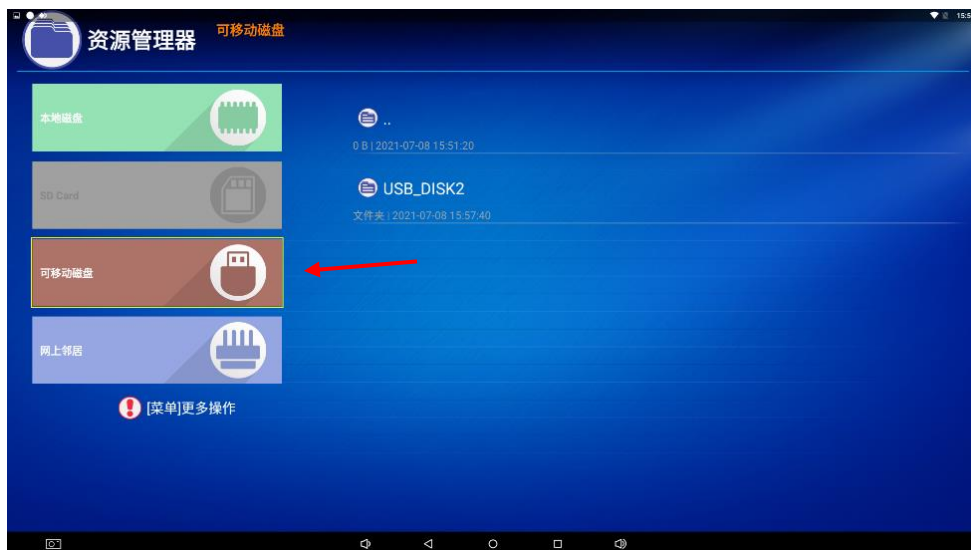 资源管理器
可移动磁盘
本地磁盘
SD Card
可移动磁盘
网上邻居
[菜单]更多操作
..
0 B | 2021-07-08 15:51:20
USB_DISK2
文件夹 | 2021-07-08 15:57:40